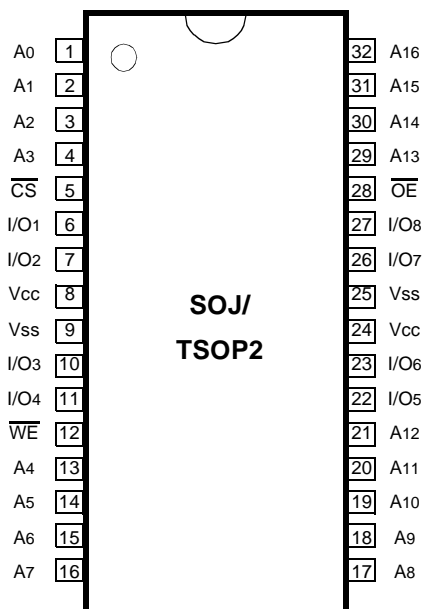 A0 1 32 A16
A1 2 31 A15
A2 3 30 A14
A3 4 29 A13
CS 5 28 OE
I/O1 6 27 I/O8
I/O2 7 26 I/O7
Vcc 8 25 Vss
SOJ/
Vss 9 24 Vcc
TSOP2
I/O3 10 23 I/O6
I/O4 11 22 I/O5
WE 12 21 A12
A4 13 20 A11
A5 14 19 A10
A6 15 18 A9
A7 16 17 A8